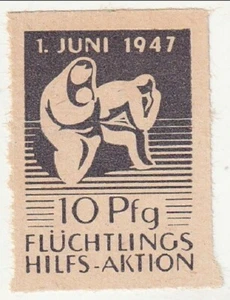 1. JUNI 1947
10 Pfg
FLÜCHTLINGS
HILFS-AKTION